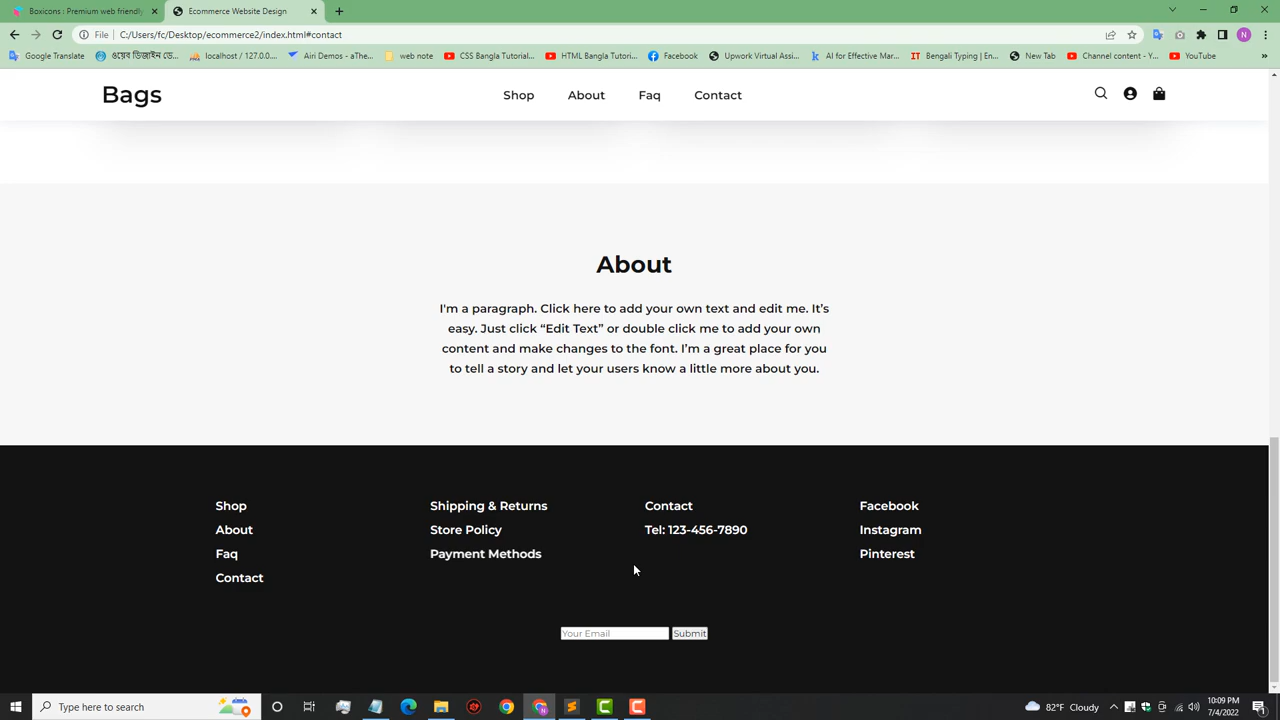 Boxicons : Premium web friendly
Ecommerce Website Design
File
C:/Users/fc/Desktop/ecommerce2/index.html#contact
Google Translate
ওয়েব ডিজাইন ডে...
localhost / 127.0.0....
Airi Demos - aThe...
web note
CSS Bangla Tutorial...
HTML Bangla Tutori...
Facebook
Upwork Virtual Assi...
AI for Effective Mar...
Bengali Typing | En...
New Tab
Channel content - Y...
YouTube
Bags
Shop
About
Faq
Contact
About
I'm a paragraph. Click here to add your own text and edit me. It’s
easy. Just click “Edit Text” or double click me to add your own
content and make changes to the font. I’m a great place for you
to tell a story and let your users know a little more about you.
Shop
About
Faq
Contact
Shipping & Returns
Store Policy
Payment Methods
Contact
Tel: 123-456-7890
Facebook
Instagram
Pinterest
Your Email
Submit
Type here to search
82°F Cloudy
10:09 PM
7/4/2022